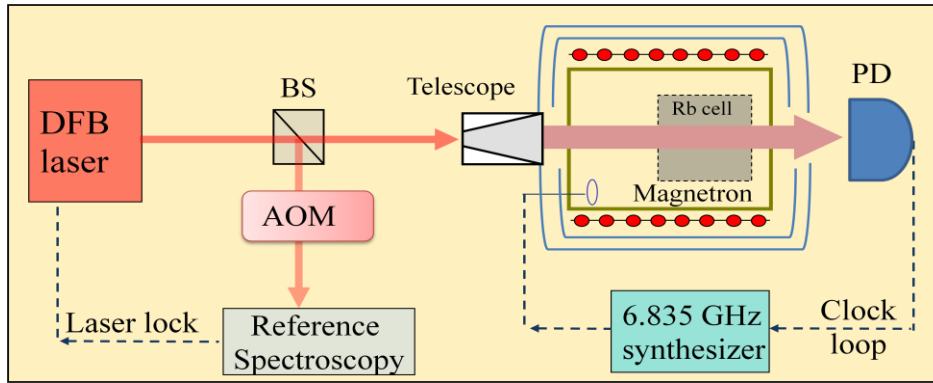 DFB
laser
BS
Telescope
Rb cell
Magnetron
PD
AOM
Laser lock
Reference
Spectroscopy
6.835 GHz
synthesizer
Clock
loop